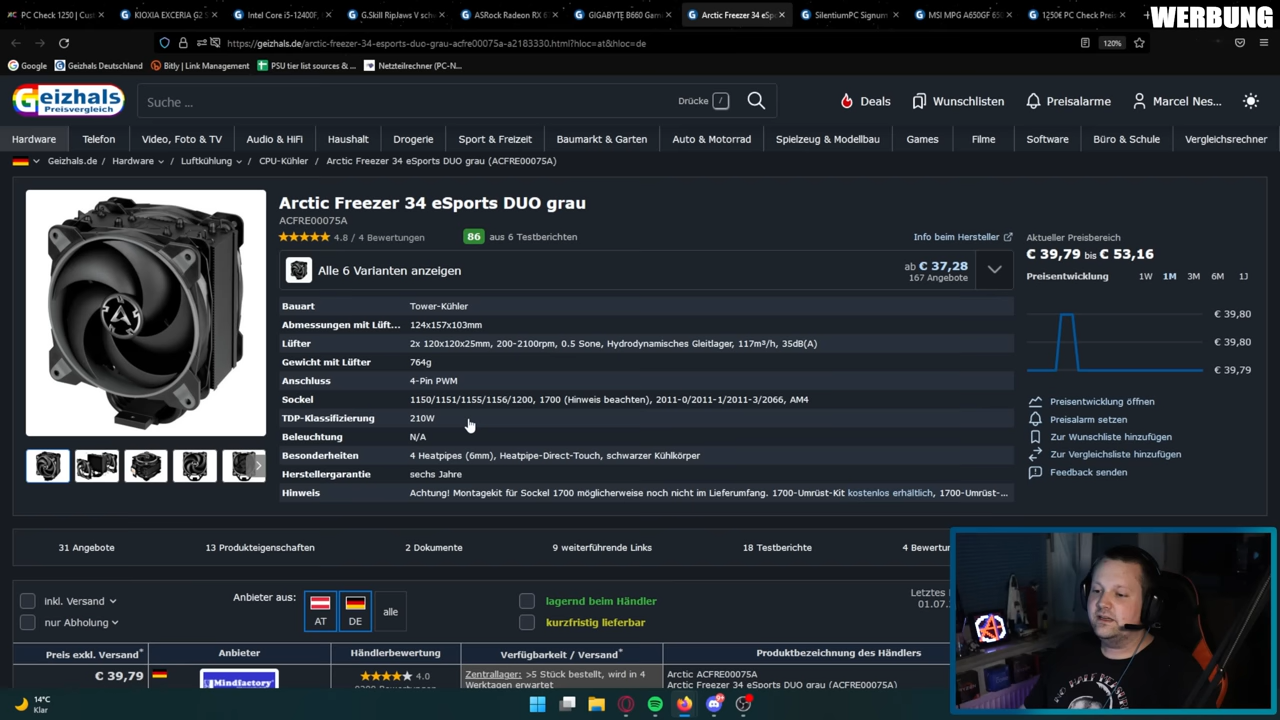 PC Check 1250 | Cust
KIOXIA EXCERIA G2 S
Intel Core i5-12400F,
G.Skill RipJaws V sch
ASRock Radeon RX 6
GIGABYTE B660 Gam
Arctic Freezer 34 eSp
SilentiumPC Signum
MSI MPG A650GF 65
1250€ PC Check Prei
WERBUNG
https://geizhals.de/arctic-freezer-34-esports-duo-grau-acfre00075a-a2183330.html?hloc=at&hloc=de
120%
Google
Geizhals Deutschland
Bitly | Link Management
PSU tier list sources &...
Netzteilrechner (PC-N...
Geizhals
Preisvergleich
Suche ...
Drücke /
Deals
Wunschlisten
Preisalarme
Marcel Nes...
Hardware
Telefon
Video, Foto & TV
Audio & HiFi
Haushalt
Drogerie
Sport & Freizeit
Baumarkt & Garten
Auto & Motorrad
Spielzeug & Modellbau
Games
Filme
Software
Büro & Schule
Vergleichsrechner
Geizhals.de / Hardware / Luftkühlung / CPU-Kühler / Arctic Freezer 34 eSports DUO grau (ACFRE00075A)
Arctic Freezer 34 eSports DUO grau
ACFRE00075A
4.8 / 4 Bewertungen
86 aus 6 Testberichten
Info beim Hersteller
Alle 6 Varianten anzeigen
ab € 37,28
167 Angebote
Bauart Tower-Kühler
Abmessungen mit Lüft... 124x157x103mm
Lüfter 2x 120x120x25mm, 200-2100rpm, 0.5 Sone, Hydrodynamisches Gleitlager, 117m³/h, 35dB(A)
Gewicht mit Lüfter 764g
Anschluss 4-Pin PWM
Sockel 1150/1151/1155/1156/1200, 1700 (Hinweis beachten), 2011-0/2011-1/2011-3/2066, AM4
TDP-Klassifizierung 210W
Beleuchtung N/A
Besonderheiten 4 Heatpipes (6mm), Heatpipe-Direct-Touch, schwarzer Kühlkörper
Herstellergarantie sechs Jahre
Hinweis Achtung! Montagekit für Sockel 1700 möglicherweise noch nicht im Lieferumfang. 1700-Umrüst-Kit kostenlos erhältlich, 1700-Umrüst-...
Aktueller Preisbereich
€ 39,79 bis € 53,16
Preisentwicklung 1W 1M 3M 6M 1J
€ 39,80
€ 39,80
€ 39,79
Preisentwicklung öffnen
Preisalarm setzen
Zur Wunschliste hinzufügen
Zur Vergleichsliste hinzufügen
Feedback senden
31 Angebote
13 Produkteigenschaften
2 Dokumente
9 weiterführende Links
18 Testberichte
4 Bewertun
inkl. Versand
nur Abholung
Anbieter aus:
AT
DE
alle
lagernd beim Händler
kurzfristig lieferbar
Letztes
01.07.
Preis exkl. Versand*
Anbieter
Händlerbewertung
Verfügbarkeit / Versand*
Produktbezeichnung des Händlers
€ 39,79
Mindfactory
4.0
Zentrallager: >5 Stück bestellt, wird in 4
Werktagen erwartet
Arctic ACFRE00075A
Arctic Freezer 34 eSports DUO grau (ACFRE00075A)
14°C
Klar